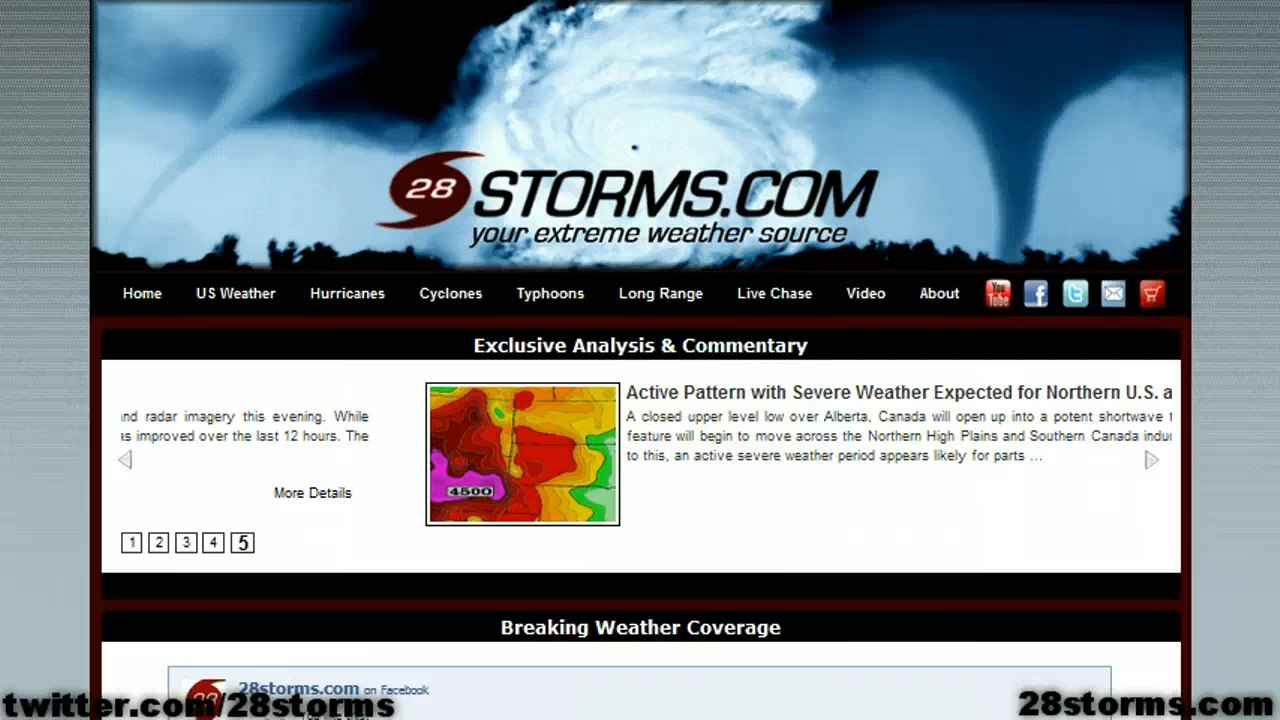 28 STORMS.COM
your extreme weather source
Home US Weather Hurricanes Cyclones Typhoons Long Range Live Chase Video About You Tube f t
Exclusive Analysis & Commentary
Active Pattern with Severe Weather Expected for Northern U.S. a
nd radar imagery this evening. While
s improved over the last 12 hours. The
A closed upper level low over Alberta, Canada will open up into a potent shortwave
feature will begin to move across the Northern High Plains and Southern Canada indu
to this, an active severe weather period appears likely for parts ...
4500
More Details
1 2 3 4 5
Breaking Weather Coverage
28storms.com on Facebook
twitter.com/28storms
28storms.com